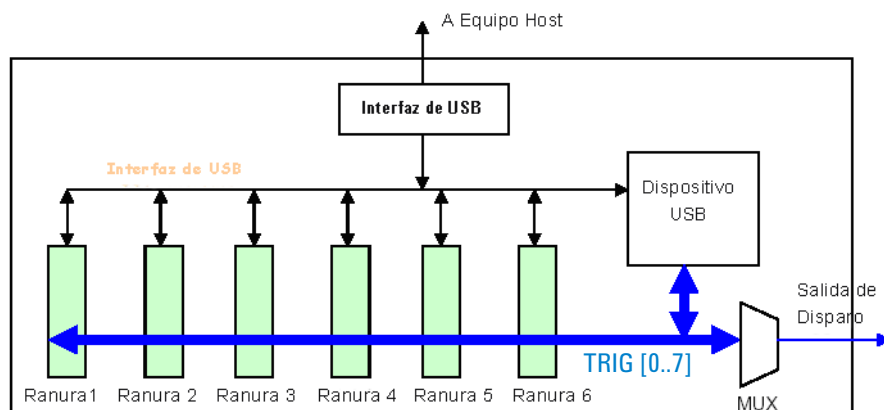 A Equipo Host
Interfaz de USB
Interfaz de USB
Dispositivo
USB
Salida de
Disparo
TRIG [0..7]
Ranura1
Ranura 2
Ranura 3
Ranura 4
Ranura 5
Ranura 6
MUX